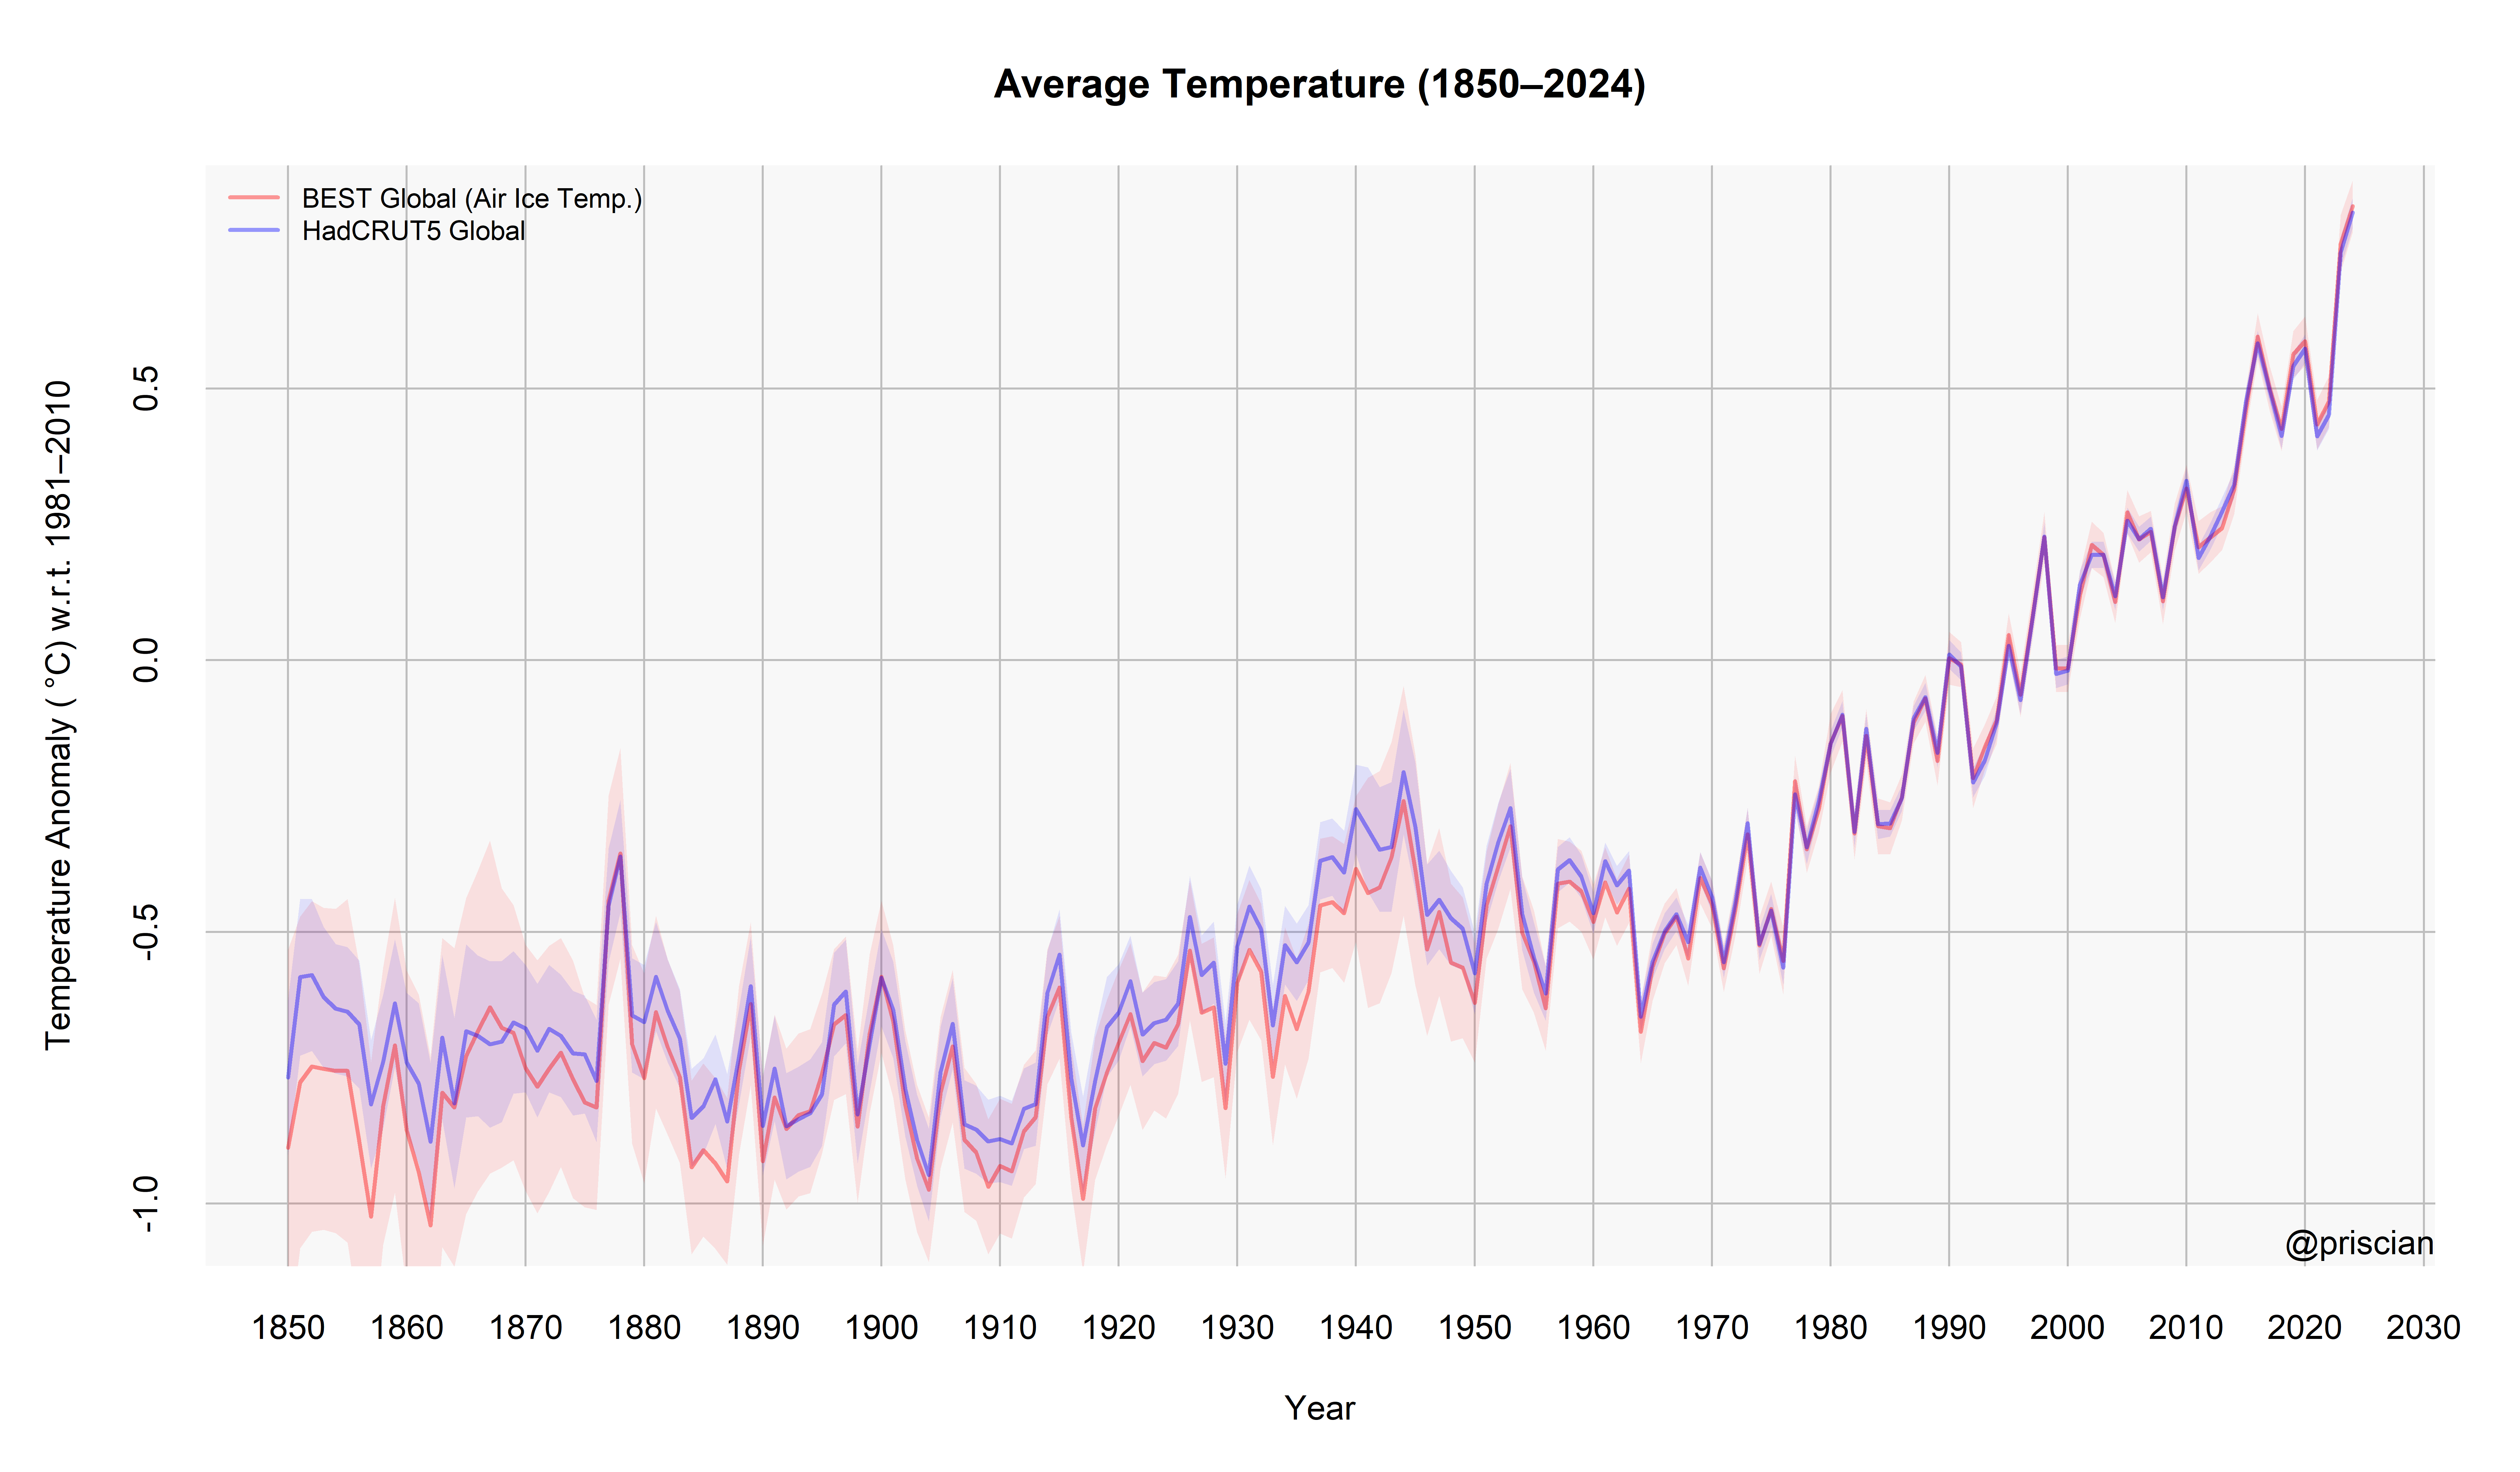 Average Temperature (1850–2024)
BEST Global (Air Ice Temp.)
HadCRUT5 Global
Temperature Anomaly ( °C) w.r.t. 1981–2010
0.5
0.0
-0.5
-1.0
@priscian
1850 1860 1870 1880 1890 1900 1910 1920 1930 1940 1950 1960 1970 1980 1990 2000 2010 2020 2030
Year